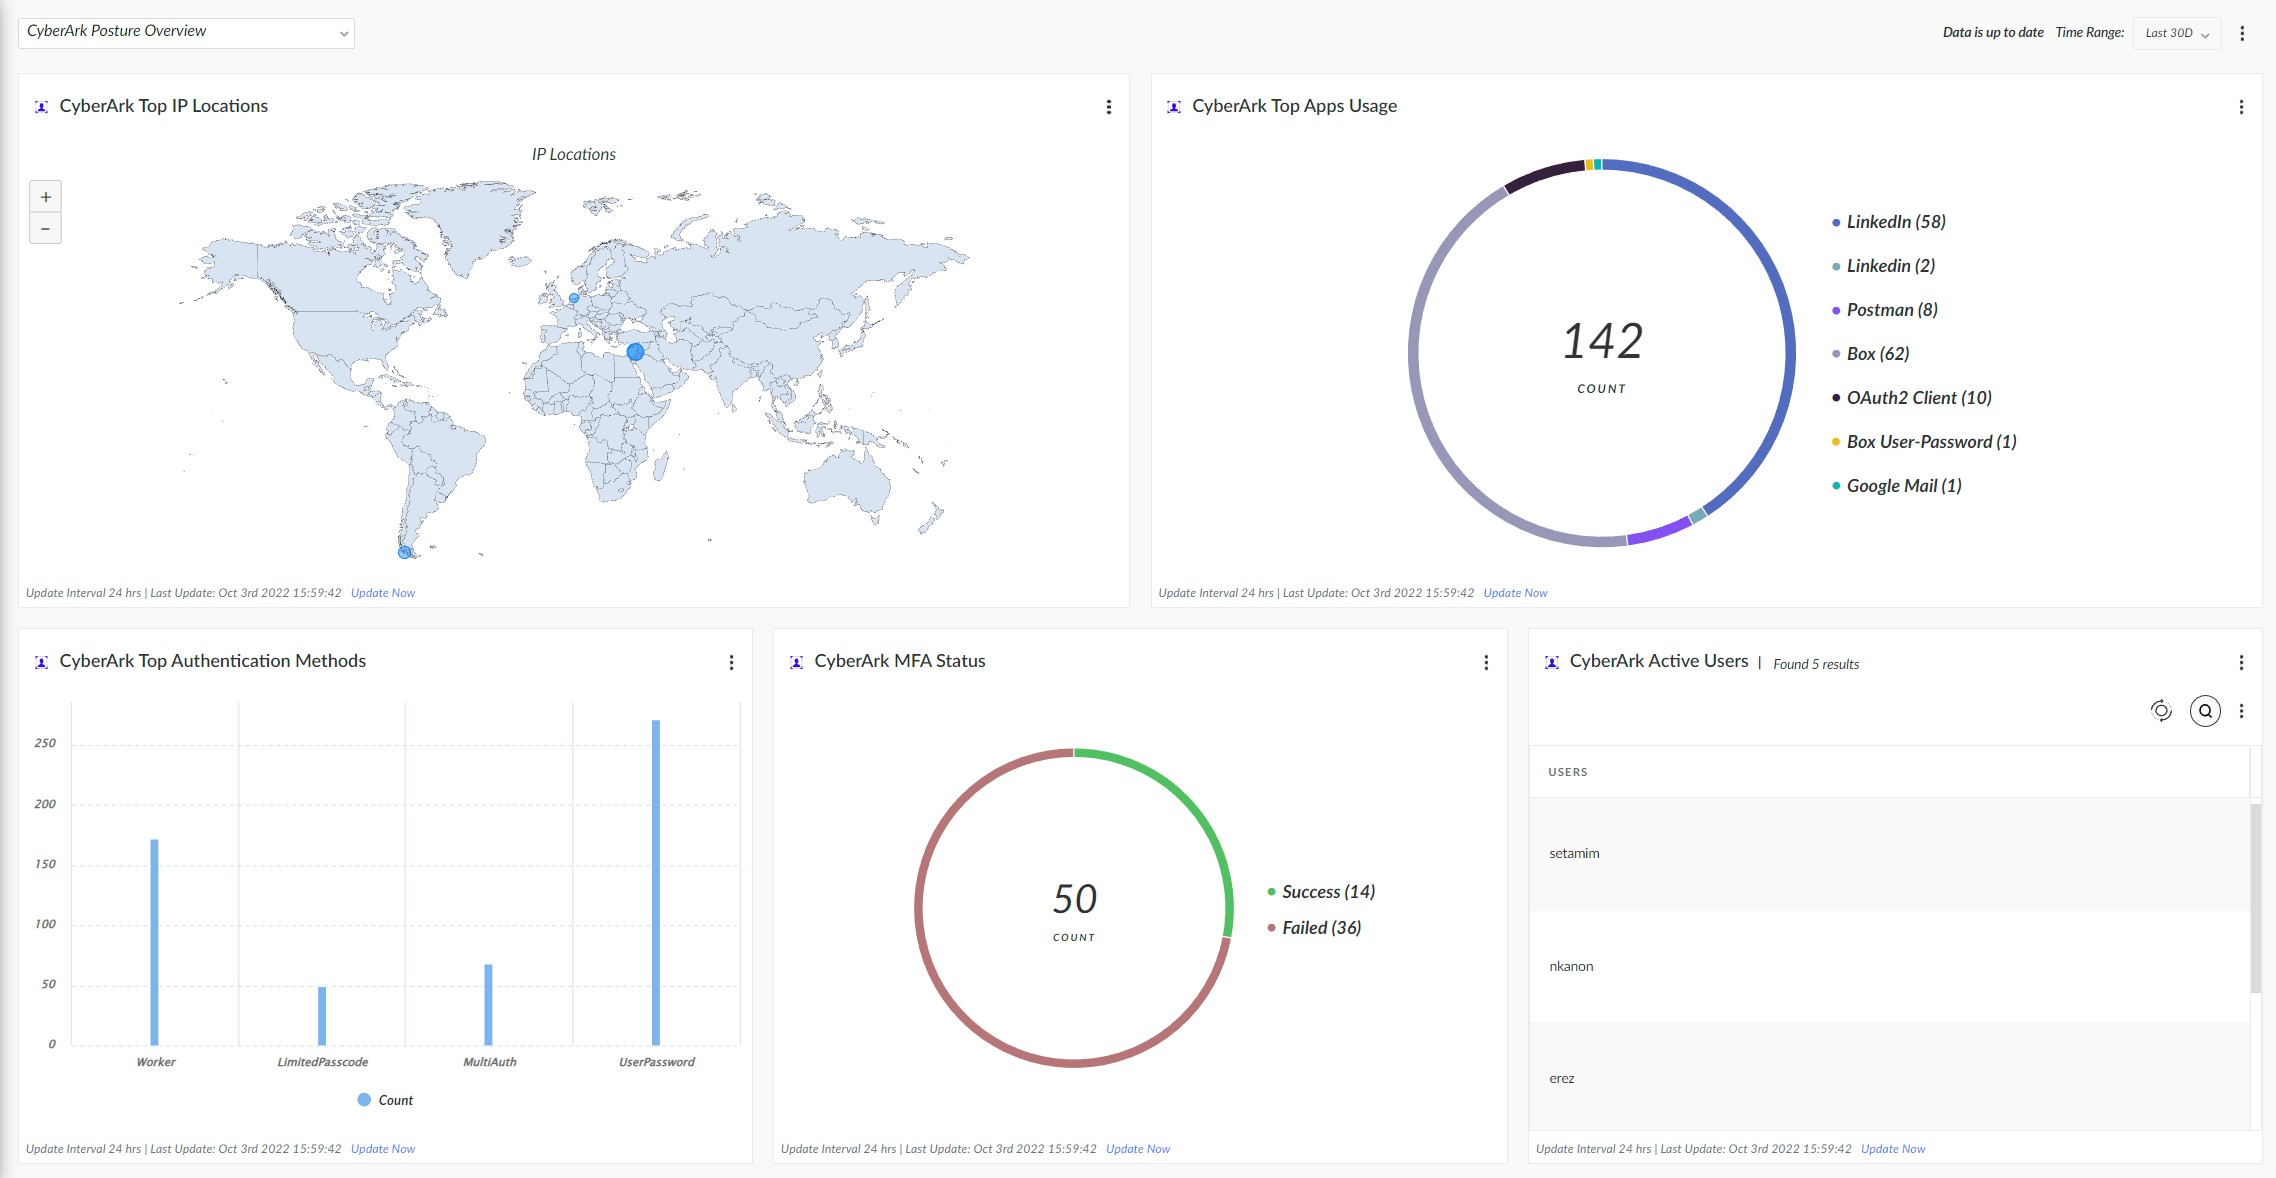 CyberArk Posture Overview
Data is up to date Time Range: Last 30D
CyberArk Top IP Locations
IP Locations
+
−
Update Interval 24 hrs | Last Update: Oct 3rd 2022 15:59:42 Update Now
CyberArk Top Apps Usage
142
COUNT
LinkedIn (58)
Linkedin (2)
Postman (8)
Box (62)
OAuth2 Client (10)
Box User-Password (1)
Google Mail (1)
Update Interval 24 hrs | Last Update: Oct 3rd 2022 15:59:42 Update Now
CyberArk Top Authentication Methods
250
200
150
100
50
0
Worker LimitedPasscode MultiAuth UserPassword
Count
Update Interval 24 hrs | Last Update: Oct 3rd 2022 15:59:42 Update Now
CyberArk MFA Status
50
COUNT
Success (14)
Failed (36)
Update Interval 24 hrs | Last Update: Oct 3rd 2022 15:59:42 Update Now
CyberArk Active Users | Found 5 results
USERS
setamim
nkanon
erez
Update Interval 24 hrs | Last Update: Oct 3rd 2022 15:59:42 Update Now